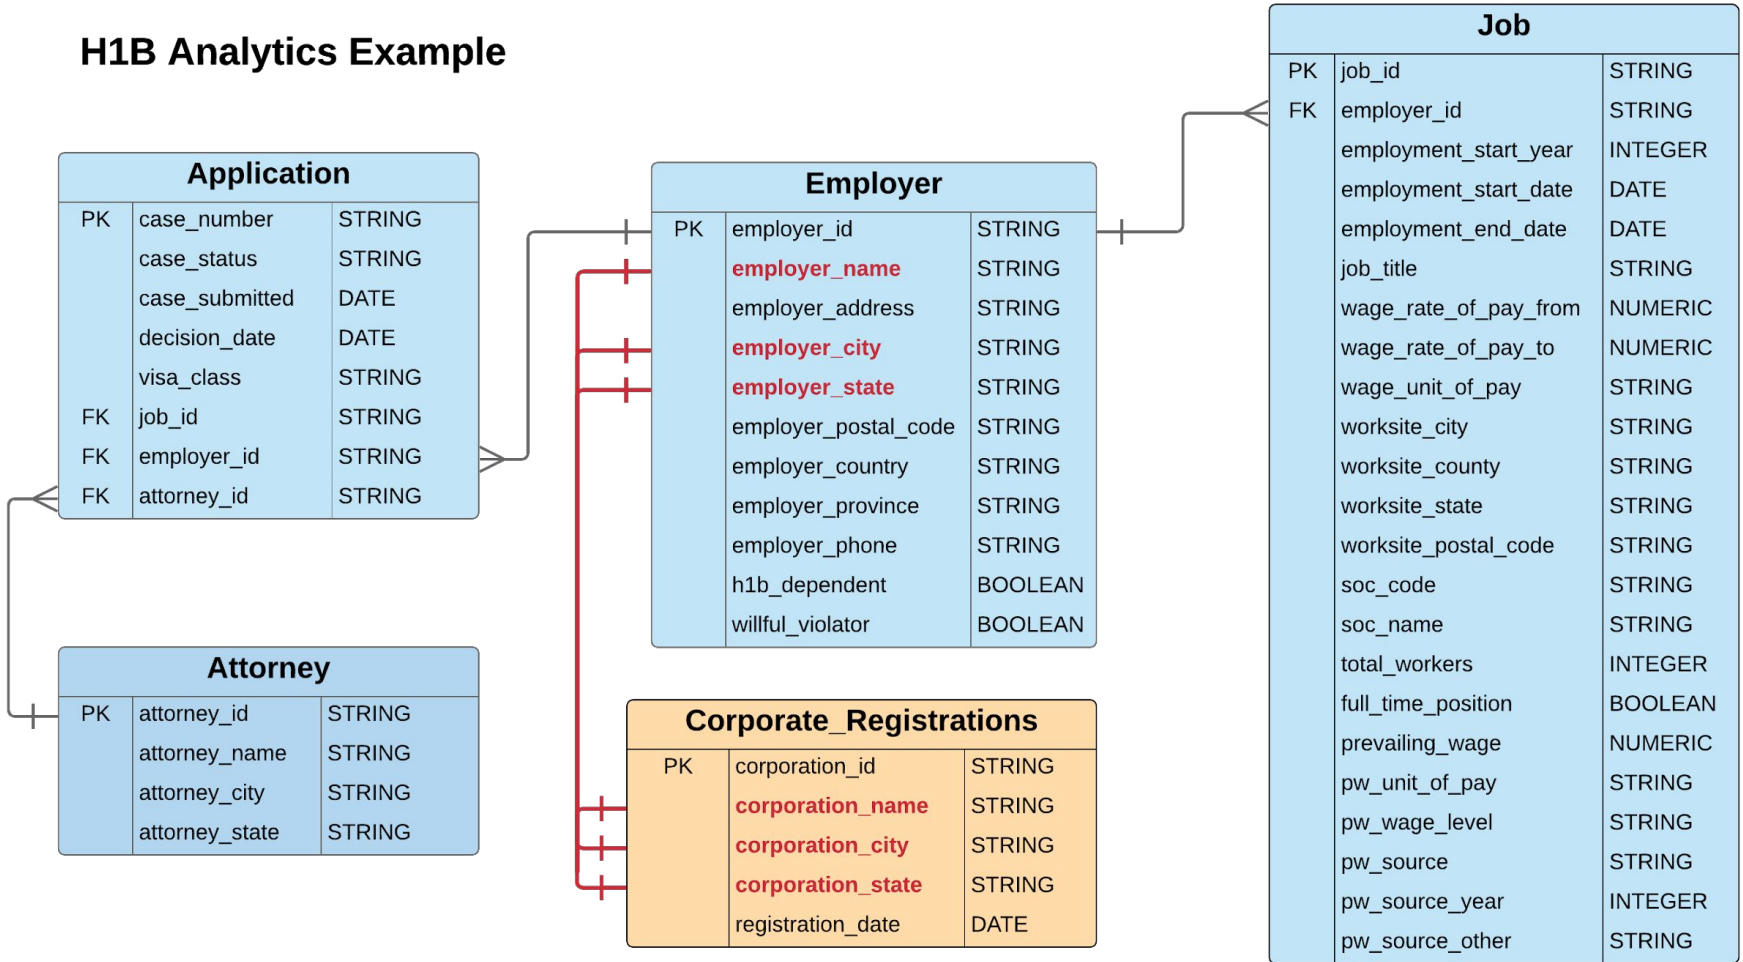 H1B Analytics Example
Application
PK case_number STRING
case_status STRING
case_submitted DATE
decision_date DATE
visa_class STRING
FK job_id STRING
FK employer_id STRING
FK attorney_id STRING
Attorney
PK attorney_id STRING
attorney_name STRING
attorney_city STRING
attorney_state STRING
Employer
PK employer_id STRING
employer_name STRING
employer_address STRING
employer_city STRING
employer_state STRING
employer_postal_code STRING
employer_country STRING
employer_province STRING
employer_phone STRING
h1b_dependent BOOLEAN
willful_violator BOOLEAN
Corporate_Registrations
PK corporation_id STRING
corporation_name STRING
corporation_city STRING
corporation_state STRING
registration_date DATE
Job
PK job_id STRING
FK employer_id STRING
employment_start_year INTEGER
employment_start_date DATE
employment_end_date DATE
job_title STRING
wage_rate_of_pay_from NUMERIC
wage_rate_of_pay_to NUMERIC
wage_unit_of_pay STRING
worksite_city STRING
worksite_county STRING
worksite_state STRING
worksite_postal_code STRING
soc_code STRING
soc_name STRING
total_workers INTEGER
full_time_position BOOLEAN
prevailing_wage NUMERIC
pw_unit_of_pay STRING
pw_wage_level STRING
pw_source STRING
pw_source_year INTEGER
pw_source_other STRING